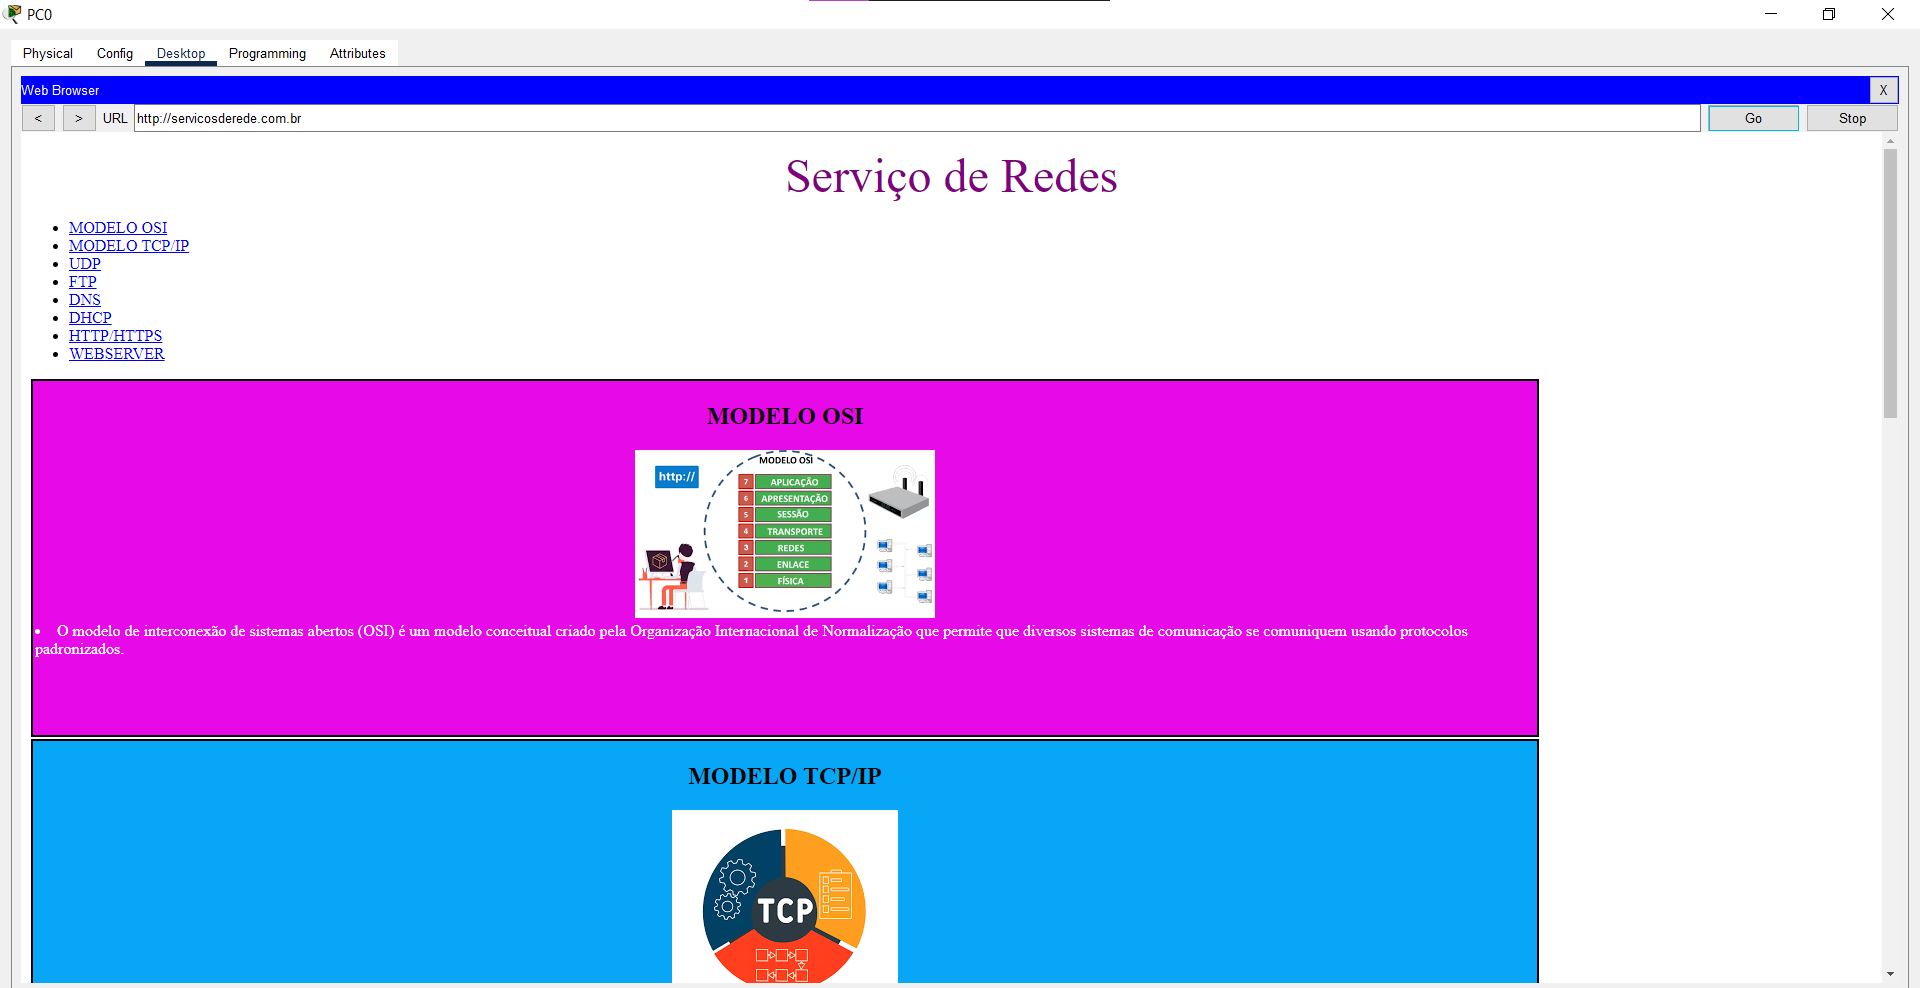 PC0
Physical Config Desktop Programming Attributes
Web Browser X
< > URL http://servicosderede.com.br Go Stop
Serviço de Redes
• MODELO OSI
• MODELO TCP/IP
• UDP
• FTP
• DNS
• DHCP
• HTTP/HTTPS
• WEBSERVER
MODELO OSI
MODELO OSI
http://
7 APLICAÇÃO
6 APRESENTAÇÃO
5 SESSÃO
4 TRANSPORTE
3 REDES
2 ENLACE
1 FÍSICA
• O modelo de interconexão de sistemas abertos (OSI) é um modelo conceitual criado pela Organização Internacional de Normalização que permite que diversos sistemas de comunicação se comuniquem usando protocolos
padronizados.
MODELO TCP/IP
TCP